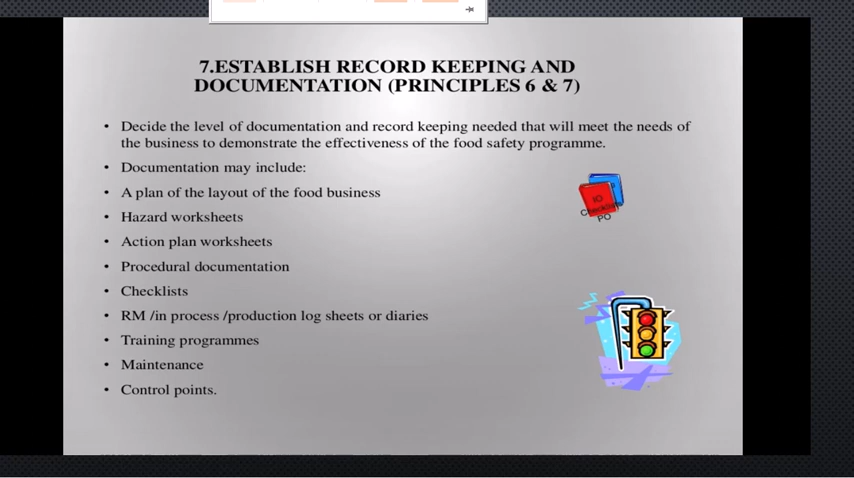 7.ESTABLISH RECORD KEEPING AND
DOCUMENTATION (PRINCIPLES 6 & 7)
• Decide the level of documentation and record keeping needed that will meet the needs of
the business to demonstrate the effectiveness of the food safety programme.
• Documentation may include:
• A plan of the layout of the food business
• Hazard worksheets
• Action plan worksheets
• Procedural documentation
• Checklists
• RM /in process /production log sheets or diaries
• Training programmes
• Maintenance
• Control points.
IO
Checklists
PO